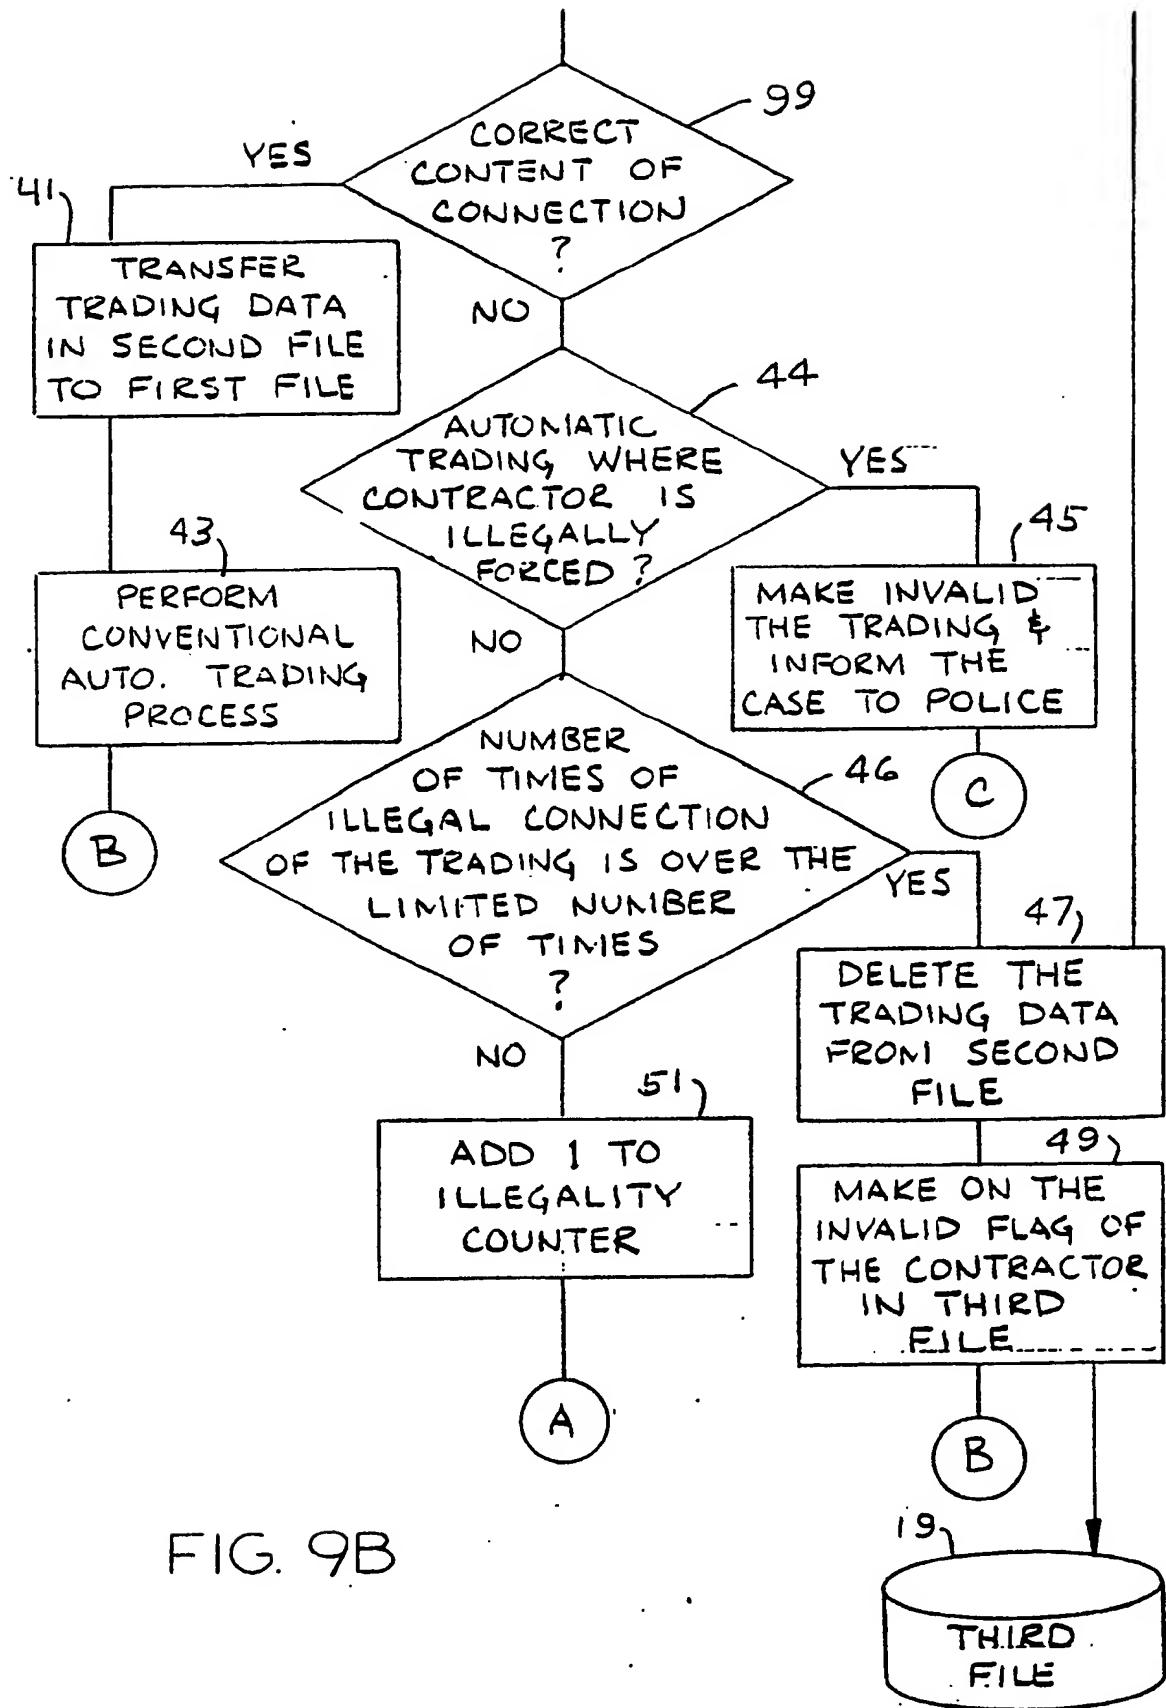 99
CORRECT
CONTENT OF
CONNECTION
?
YES
NO
41
TRANSFER
TRADING DATA
IN SECOND FILE
TO FIRST FILE
44
AUTOMATIC
TRADING WHERE
CONTRACTOR IS
ILLEGALLY
FORCED ?
YES
NO
43
PERFORM
CONVENTIONAL
AUTO. TRADING
PROCESS
B
45
MAKE INVALID
THE TRADING &
INFORM THE
CASE TO POLICE
C
46
NUMBER
OF TIMES OF
ILLEGAL CONNECTION
OF THE TRADING IS OVER THE
LIMITED NUMBER
OF TIMES
?
YES
NO
47
DELETE THE
TRADING DATA
FROM SECOND
FILE
51
ADD 1 TO
ILLEGALITY
COUNTER
A
49
MAKE ON THE
INVALID FLAG OF
THE CONTRACTOR
IN THIRD
FILE
B
19
THIRD
FILE
FIG. 9B